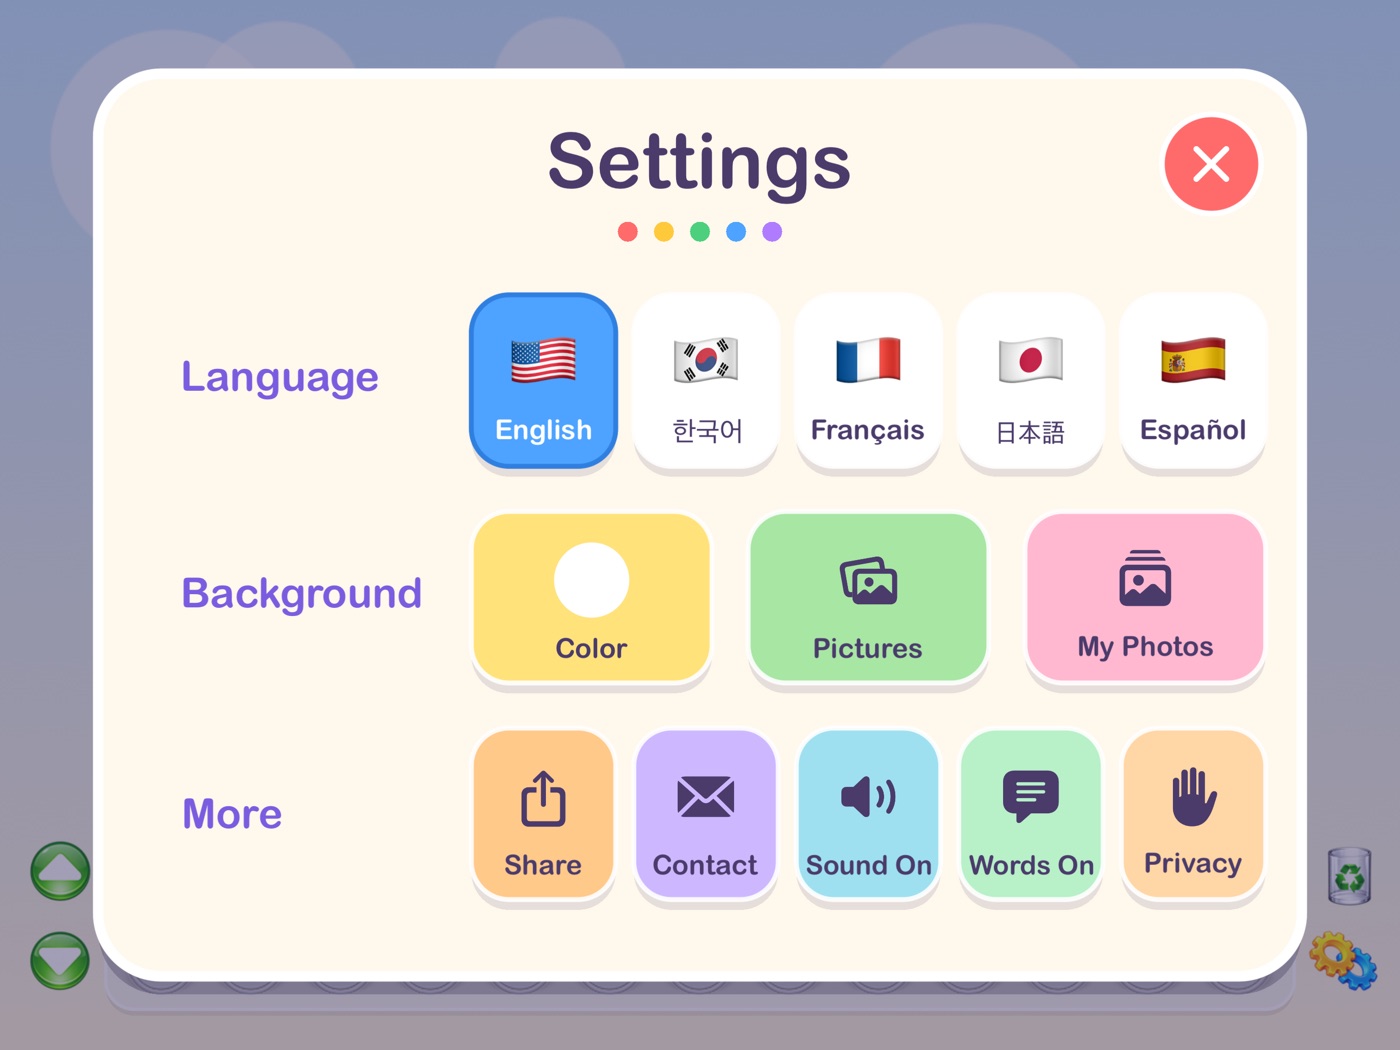 Settings
Language
English
한국어
Français
日本語
Español
Background
Color
Pictures
My Photos
More
Share
Contact
Sound On
Words On
Privacy